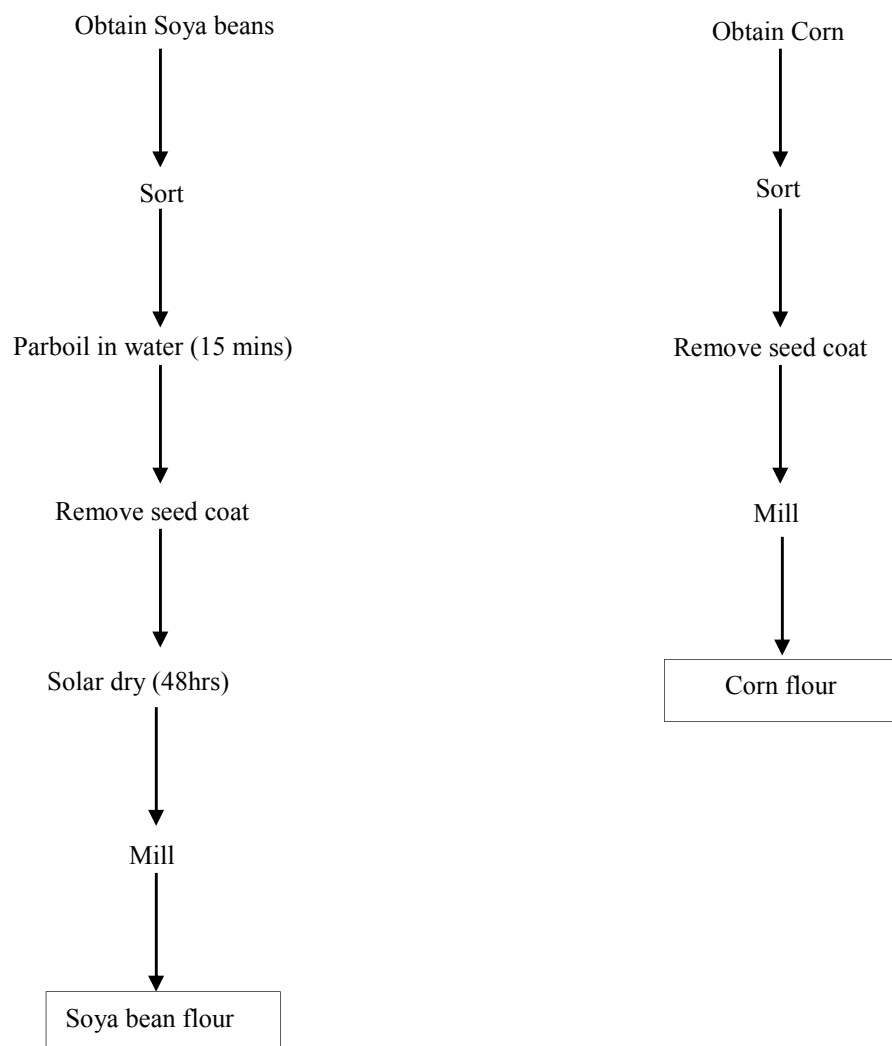 Obtain Soya beans
Sort
Parboil in water (15 mins)
Remove seed coat
Solar dry (48hrs)
Mill
Soya bean flour
Obtain Corn
Sort
Remove seed coat
Mill
Corn flour